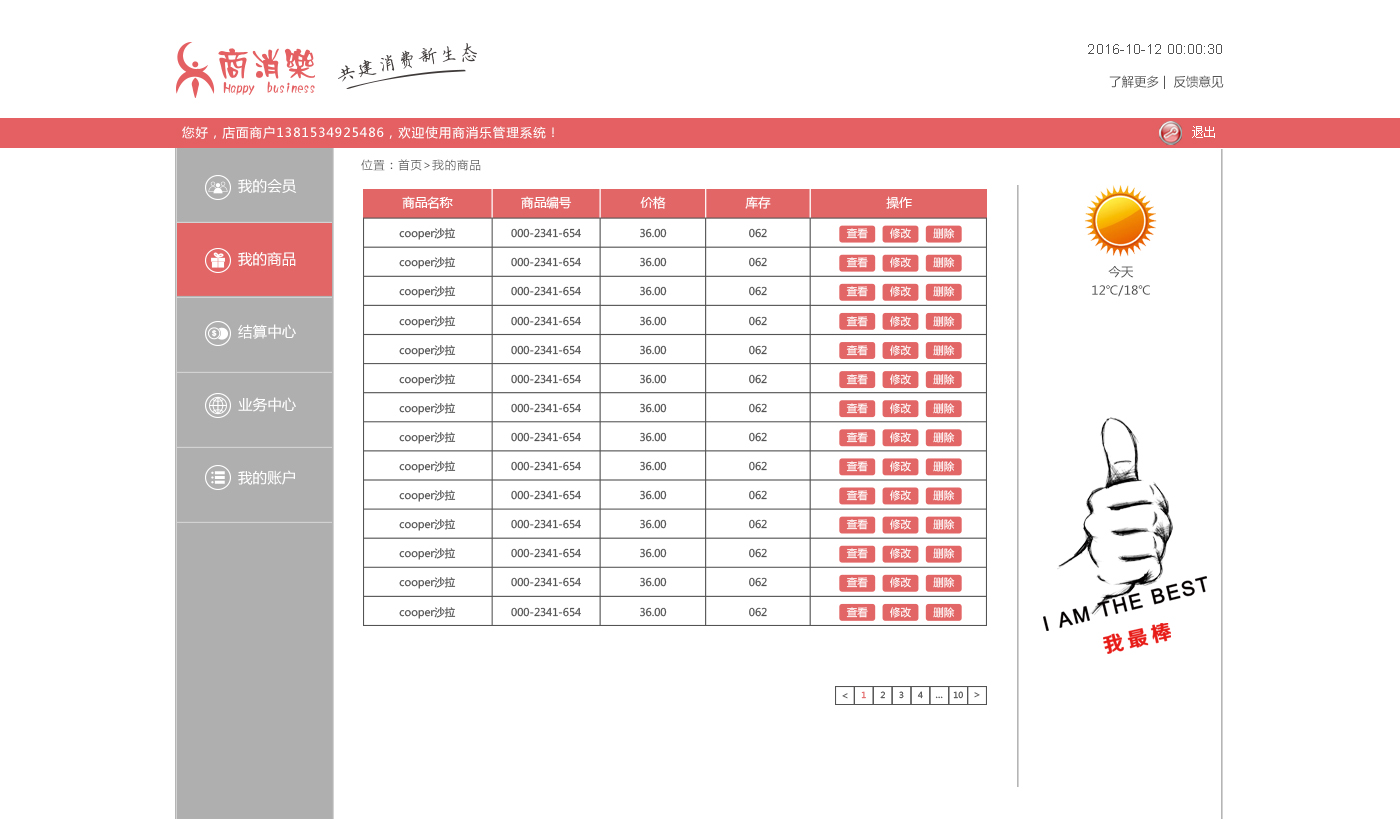 商消樂
Happy business
共建消费新生态
2016-10-12 00:00:30
了解更多| 反馈意见
您好，店面商户1381534925486，欢迎使用商消乐管理系统！
退出
我的会员
我的商品
结算中心
业务中心
我的账户
位置：首页>我的商品
商品名称 商品编号 价格 库存 操作
cooper沙拉 000-2341-654 36.00 062 查看 修改 删除
cooper沙拉 000-2341-654 36.00 062 查看 修改 删除
cooper沙拉 000-2341-654 36.00 062 查看 修改 删除
cooper沙拉 000-2341-654 36.00 062 查看 修改 删除
cooper沙拉 000-2341-654 36.00 062 查看 修改 删除
cooper沙拉 000-2341-654 36.00 062 查看 修改 删除
cooper沙拉 000-2341-654 36.00 062 查看 修改 删除
cooper沙拉 000-2341-654 36.00 062 查看 修改 删除
cooper沙拉 000-2341-654 36.00 062 查看 修改 删除
cooper沙拉 000-2341-654 36.00 062 查看 修改 删除
cooper沙拉 000-2341-654 36.00 062 查看 修改 删除
cooper沙拉 000-2341-654 36.00 062 查看 修改 删除
cooper沙拉 000-2341-654 36.00 062 查看 修改 删除
cooper沙拉 000-2341-654 36.00 062 查看 修改 删除
< 1 2 3 4 ... 10 >
今天
12℃/18℃
I AM THE BEST
我最棒